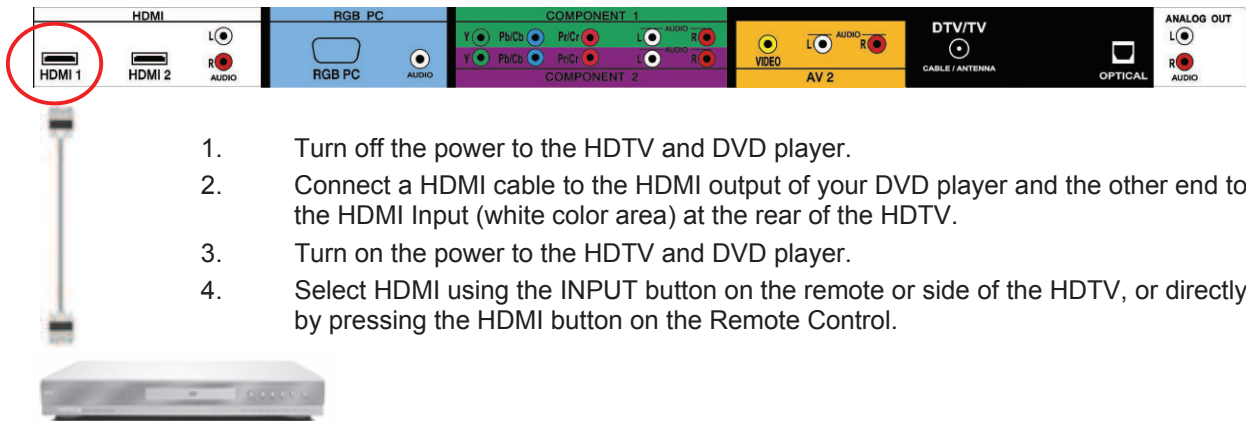 HDMI RGB PC COMPONENT 1 DTV/TV ANALOG OUT
L Y Pb/Cb Pr/Cr L AUDIO R L AUDIO R L
R Y Pb/Cb Pr/Cr L AUDIO R VIDEO CABLE / ANTENNA R
HDMI 1 HDMI 2 AUDIO RGB PC AUDIO COMPONENT 2 AV 2 OPTICAL AUDIO
1. Turn off the power to the HDTV and DVD player.
2. Connect a HDMI cable to the HDMI output of your DVD player and the other end to
the HDMI Input (white color area) at the rear of the HDTV.
3. Turn on the power to the HDTV and DVD player.
4. Select HDMI using the INPUT button on the remote or side of the HDTV, or directly
by pressing the HDMI button on the Remote Control.